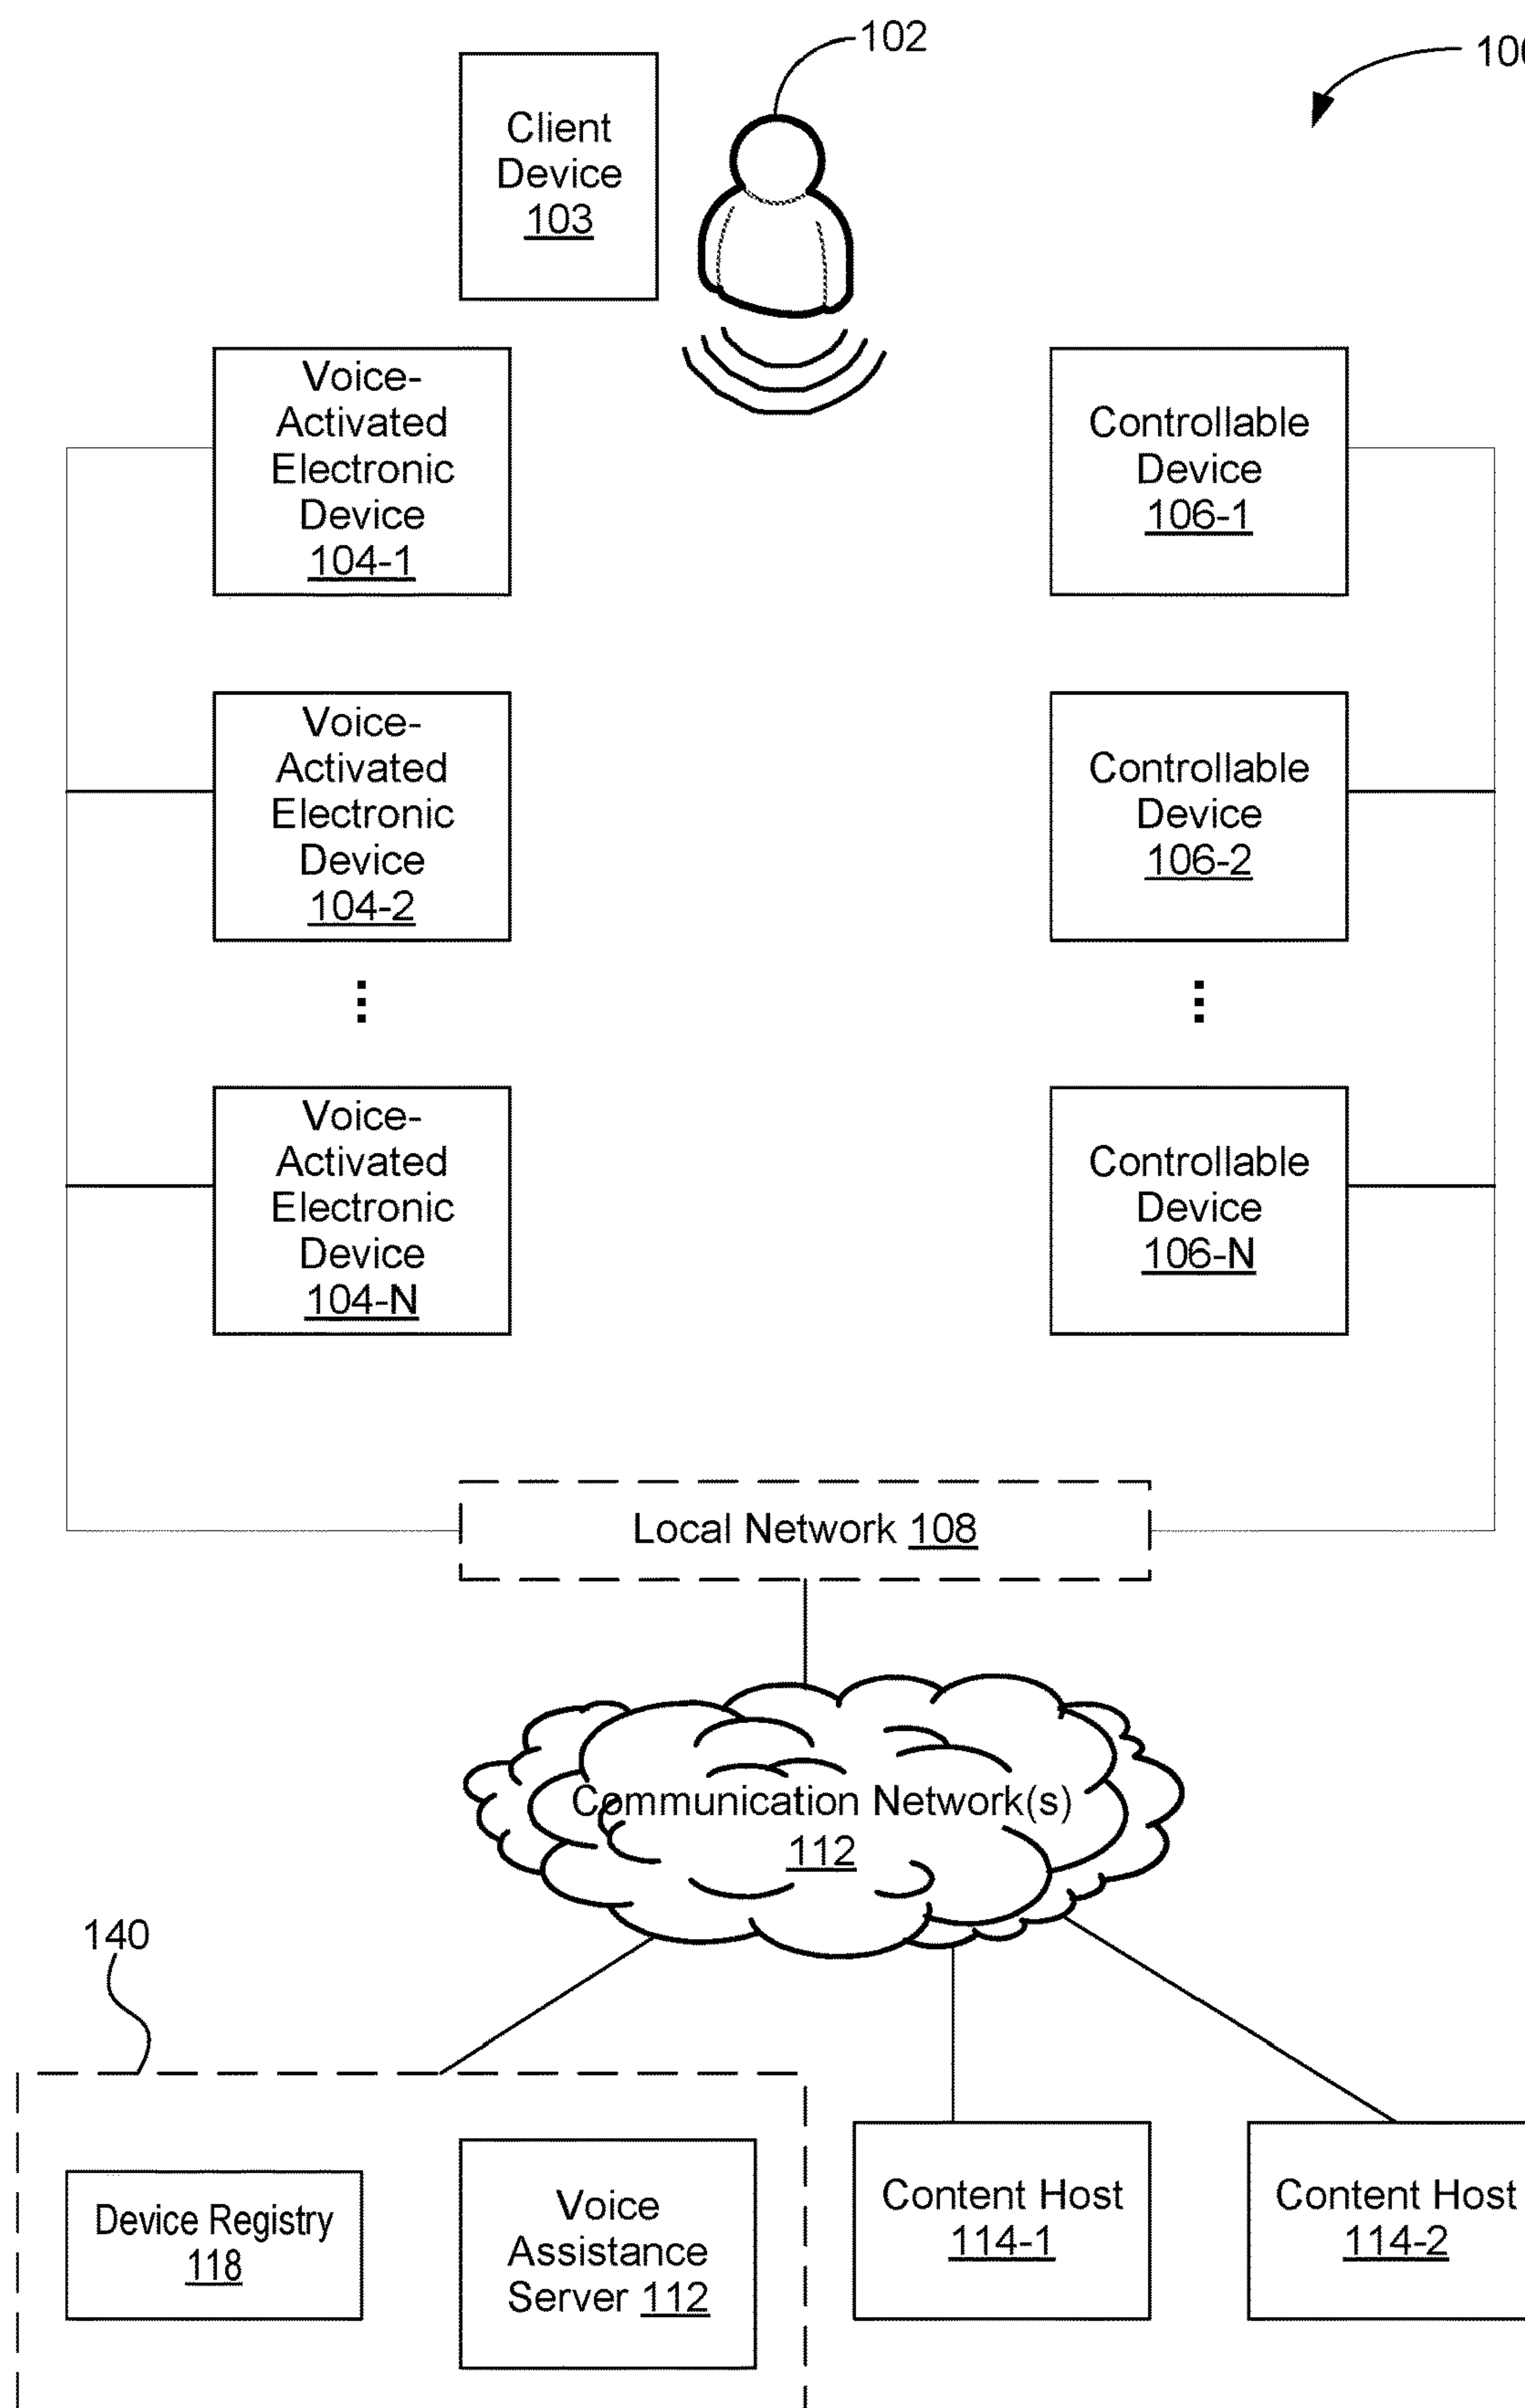 102
Client
Device
103
Voice-
Activated
Electronic
Device
104-1
Controllable
Device
106-1
Voice-
Activated
Electronic
Device
104-2
Controllable
Device
106-2
Voice-
Activated
Electronic
Device
104-N
Controllable
Device
106-N
Local Network 108
Communication Network(s)
112
140
Device Registry
118
Voice
Assistance
Server 112
Content Host
114-1
Content Host
114-2